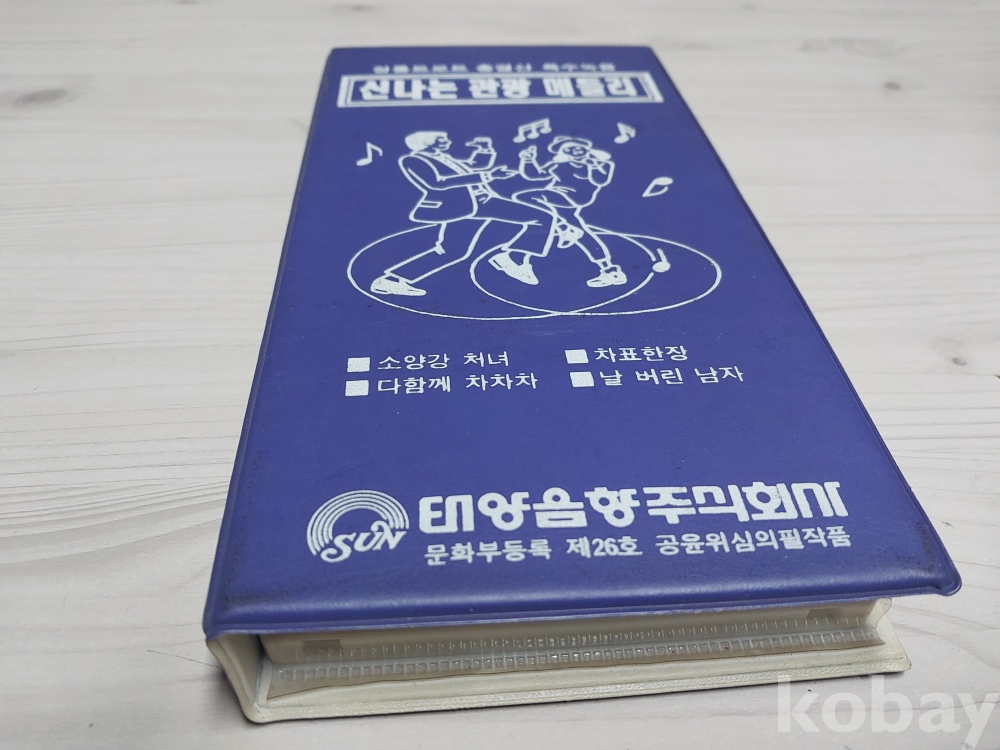 신나는 관광 메들리
■ 소양강 처녀 ■ 차표한장
■ 다함께 차차차 ■ 날 버린 남자
SUN 태양음향주식회사
문화부등록 제26호 공윤위심의필작품
kobay